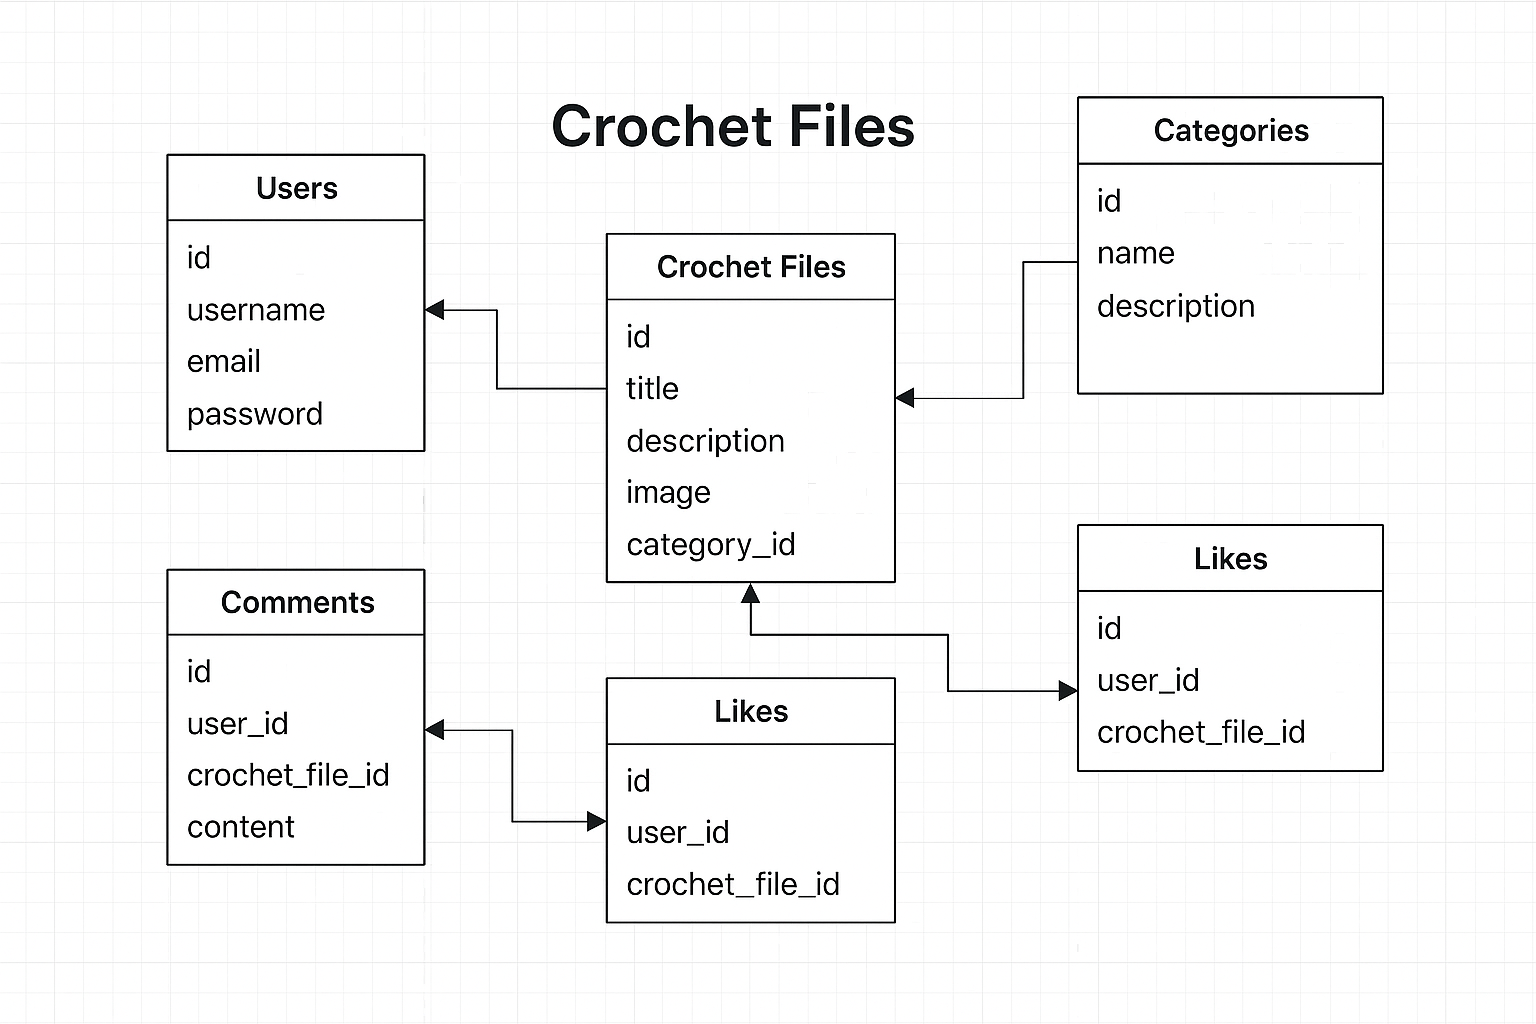 Crochet Files
Users
id
username
email
password
Crochet Files
id
title
description
image
category_id
Categories
id
name
description
Comments
id
user_id
crochet_file_id
content
Likes
id
user_id
crochet_file_id
Likes
id
user_id
crochet_file_id